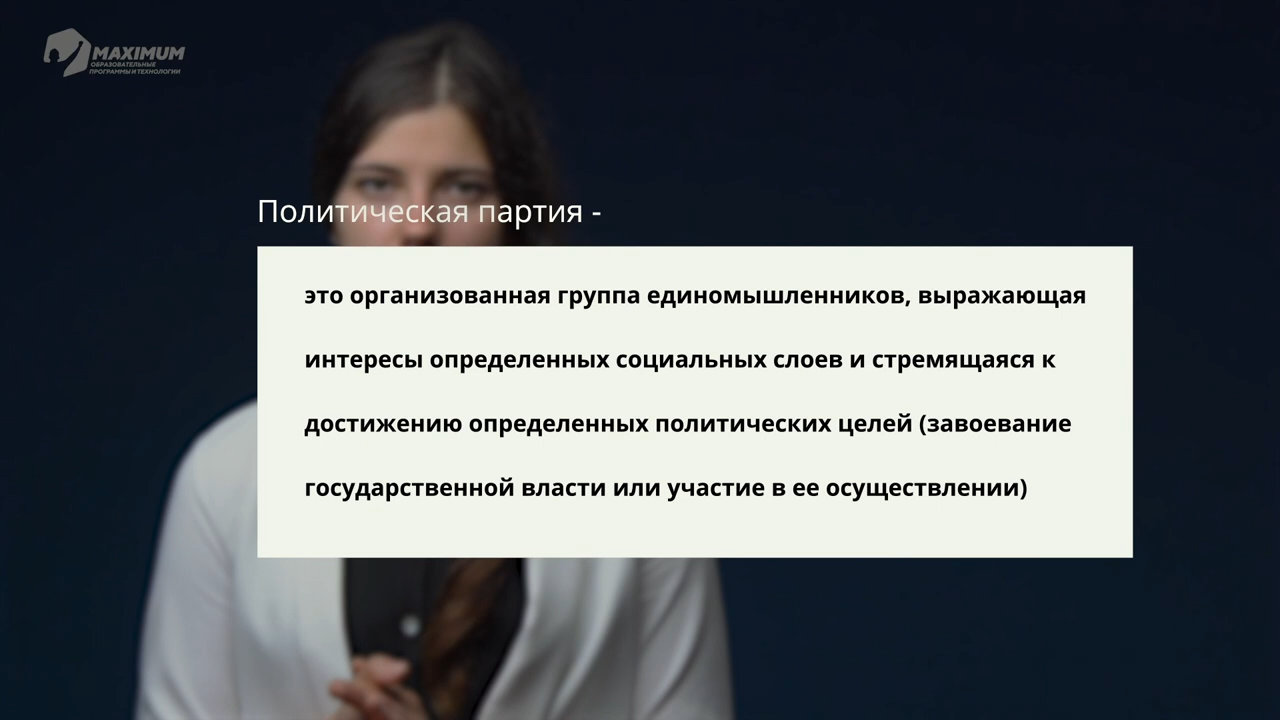 MAXIMUM
ОБРАЗОВАТЕЛЬНЫЕ
ПРОГРАММЫ И ТЕХНОЛОГИИ
Политическая партия -
это организованная группа единомышленников, выражающая
интересы определенных социальных слоев и стремящаяся к
достижению определенных политических целей (завоевание
государственной власти или участие в ее осуществлении)